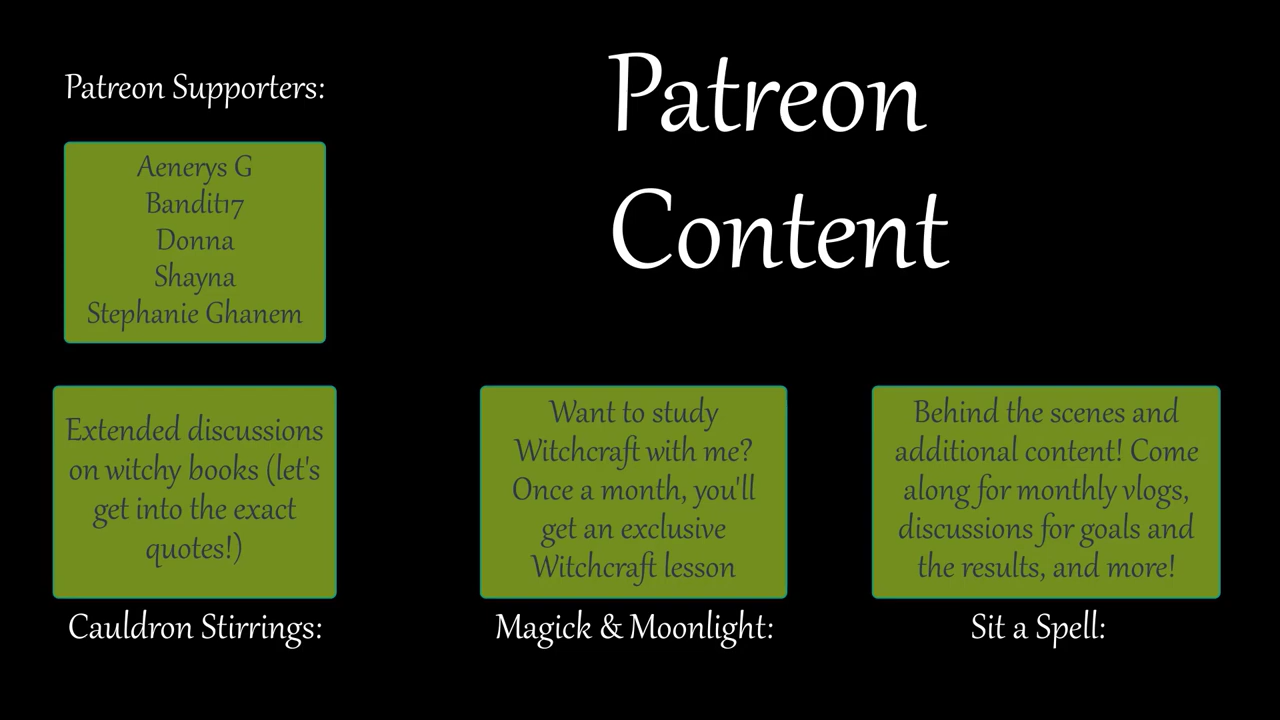 Patreon Supporters:
Aenerys G
Bandit17
Donna
Shayna
Stephanie Ghanem
Patreon
Content
Extended discussions
on witchy books (let's
get into the exact
quotes!)
Cauldron Stirrings:
Want to study
Witchcraft with me?
Once a month, you'll
get an exclusive
Witchcraft lesson
Magick & Moonlight:
Behind the scenes and
additional content! Come
along for monthly vlogs,
discussions for goals and
the results, and more!
Sit a Spell: